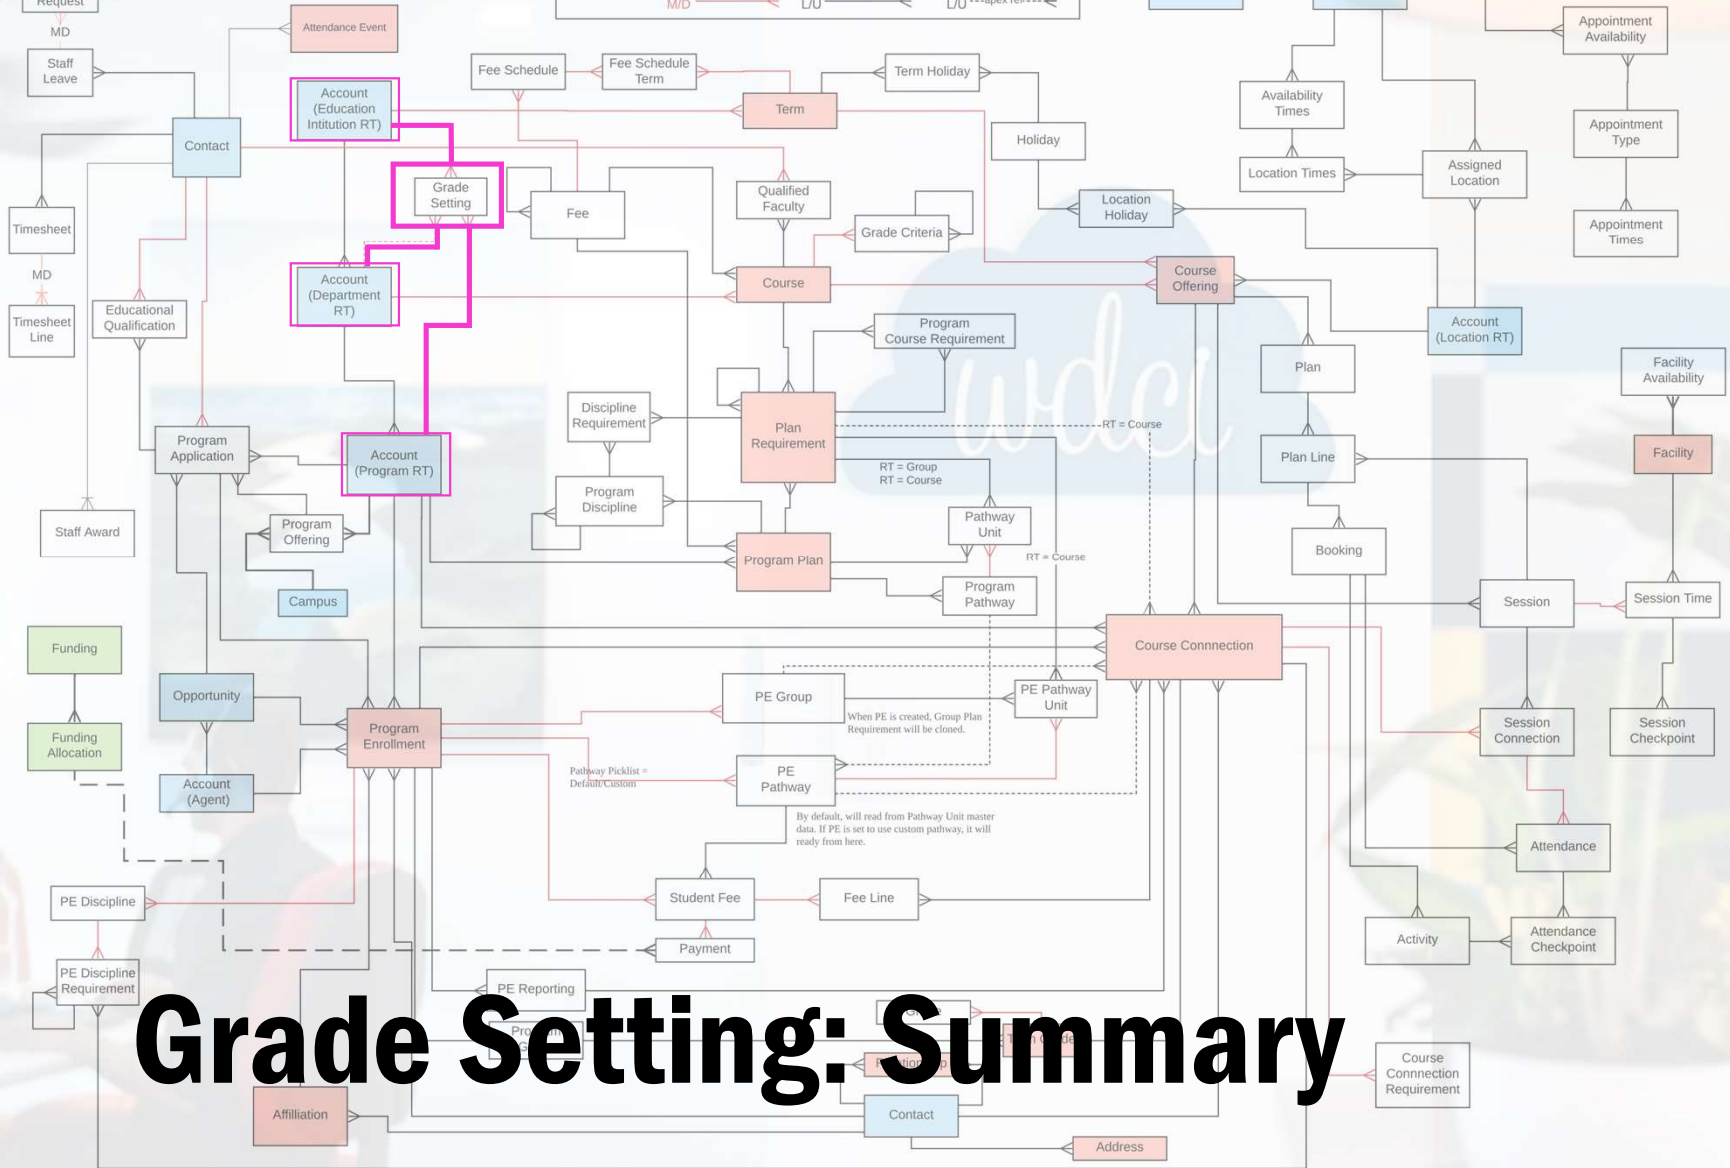 Request
MD
Staff
Leave
Attendance Event
M/D
L/U
L/U
apex ref
Contact
Account
(Education
Intitution RT)
Fee Schedule
Fee Schedule
Term
Term
Term Holiday
Holiday
Appointment
Availability
Availability
Times
Appointment
Type
Location Times
Assigned
Location
Appointment
Times
Grade
Setting
Fee
Qualified
Faculty
Grade Criteria
Location
Holiday
Timesheet
MD
Timesheet
Line
Educational
Qualification
Account
(Department
RT)
Course
Course
Offering
Program
Course Requirement
Account
(Location RT)
Plan
Facility
Availability
Discipline
Requirement
Plan
Requirement
RT = Course
wdci
Program
Application
Account
(Program RT)
RT = Group
RT = Course
Plan Line
Facility
Program
Discipline
Pathway
Unit
Staff Award
Program
Offering
Program Plan
RT = Course
Booking
Campus
Program
Pathway
Session
Session Time
Funding
Course Connnection
Opportunity
Program
Enrollment
PE Group
PE Pathway
Unit
When PE is created, Group Plan
Requirement will be cloned.
Session
Connection
Session
Checkpoint
Funding
Allocation
Account
(Agent)
Pathway Picklist =
Default/Custom
PE
Pathway
By default, will read from Pathway Unit master
data. If PE is set to use custom pathway, it will
ready from here.
Attendance
PE Discipline
Student Fee
Fee Line
Payment
Activity
Attendance
Checkpoint
PE Discipline
Requirement
PE Reporting
Grade Setting: Summary
Course
Connnection
Requirement
Affilliation
Contact
Address